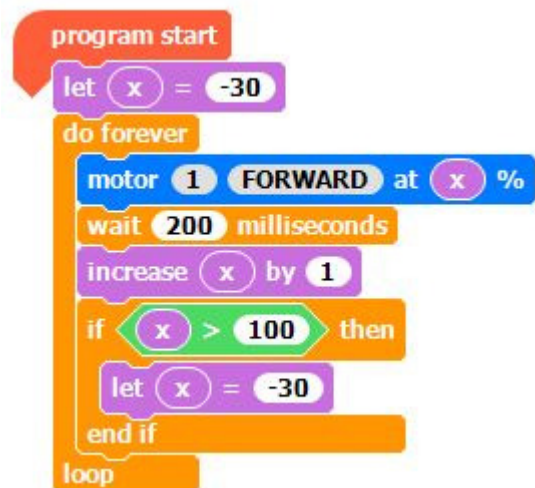 program start
let x = -30
do forever
motor 1 FORWARD at x %
wait 200 milliseconds
increase x by 1
if x > 100 then
let x = -30
end if
loop